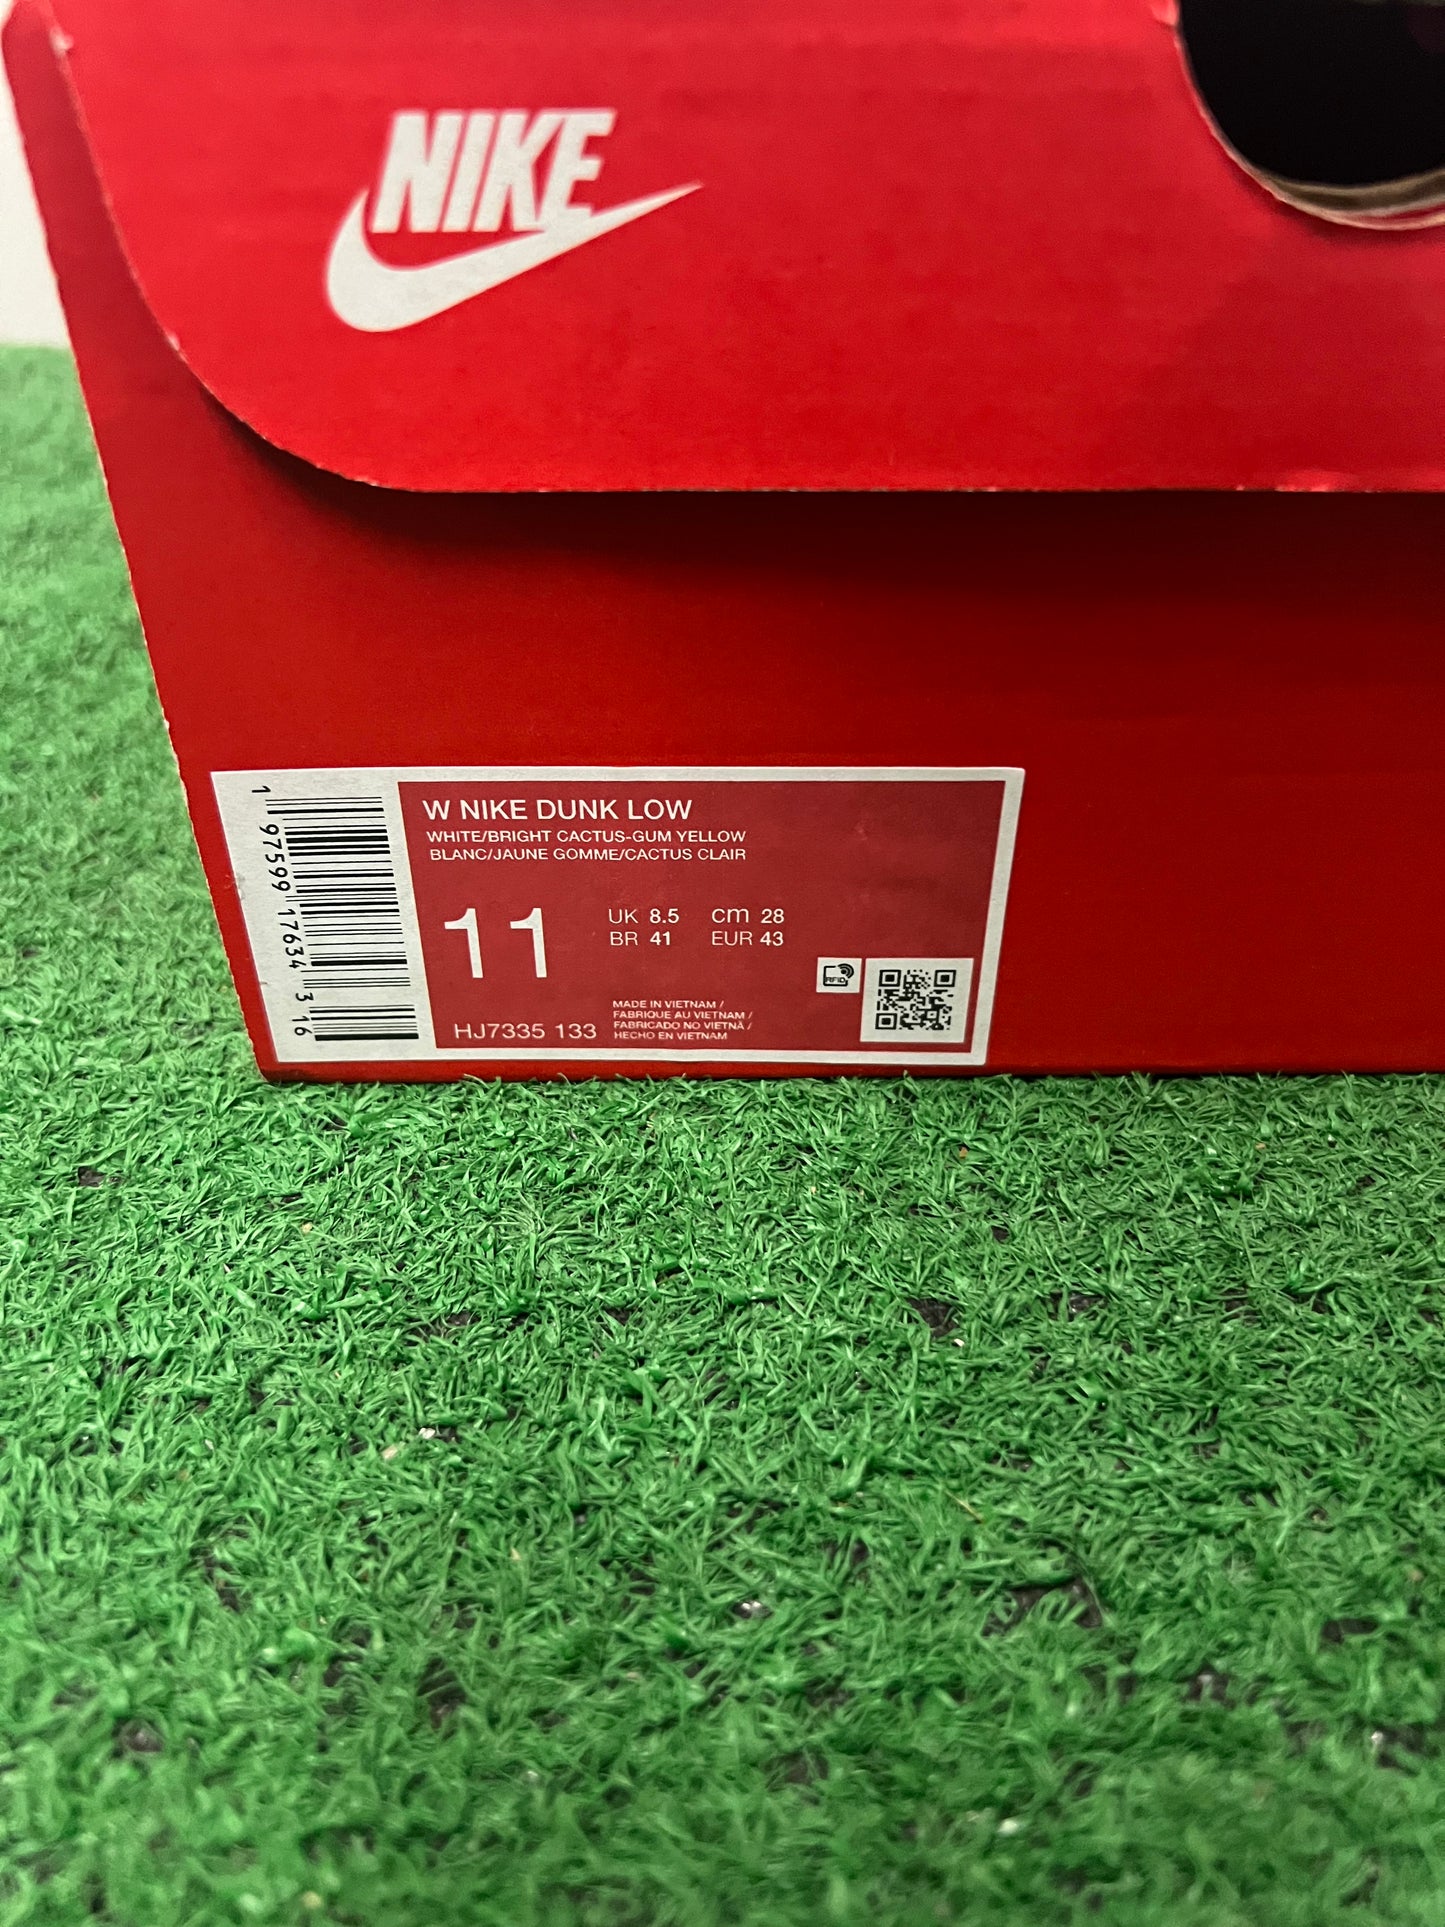 NIKE
W NIKE DUNK LOW
WHITE/BRIGHT CACTUS-GUM YELLOW
BLANC/JAUNE GOMME/CACTUS CLAIR
11
UK 8.5 cm 28
BR 41 EUR 43
MADE IN VIETNAM /
FABRIQUE AU VIETNAM /
FABRICADO NO VIETNÃ /
HECHO EN VIETNAM
HJ7335 133
RFID
1 97599 17634 3 16